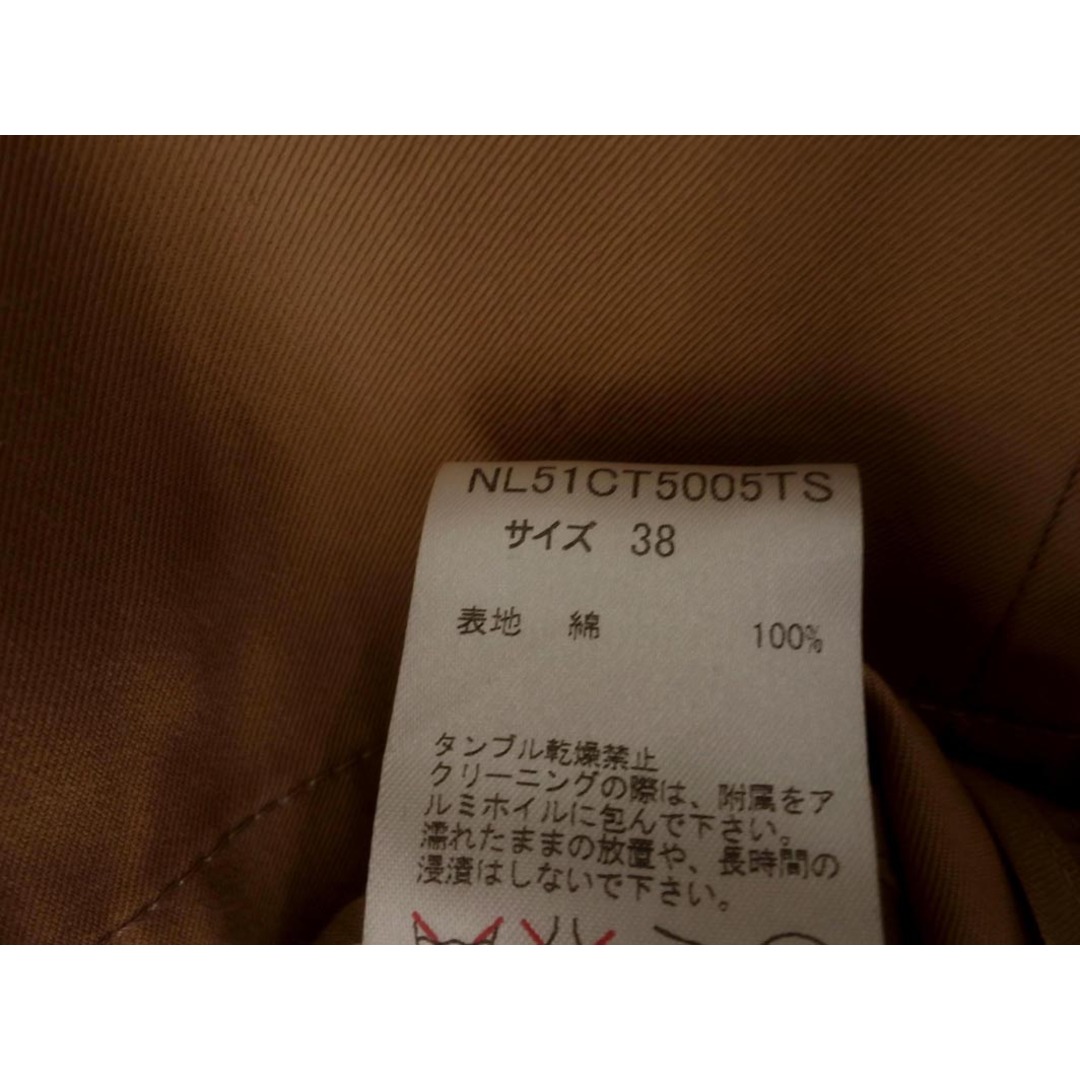 NL51CT5005TS
サイズ 38
表地 綿 100%
タンブル乾燥禁止
クリーニングの際は、附属をア
ルミホイルに包んで下さい。
濡れたままの放置や、長時間の
浸漬はしないで下さい。